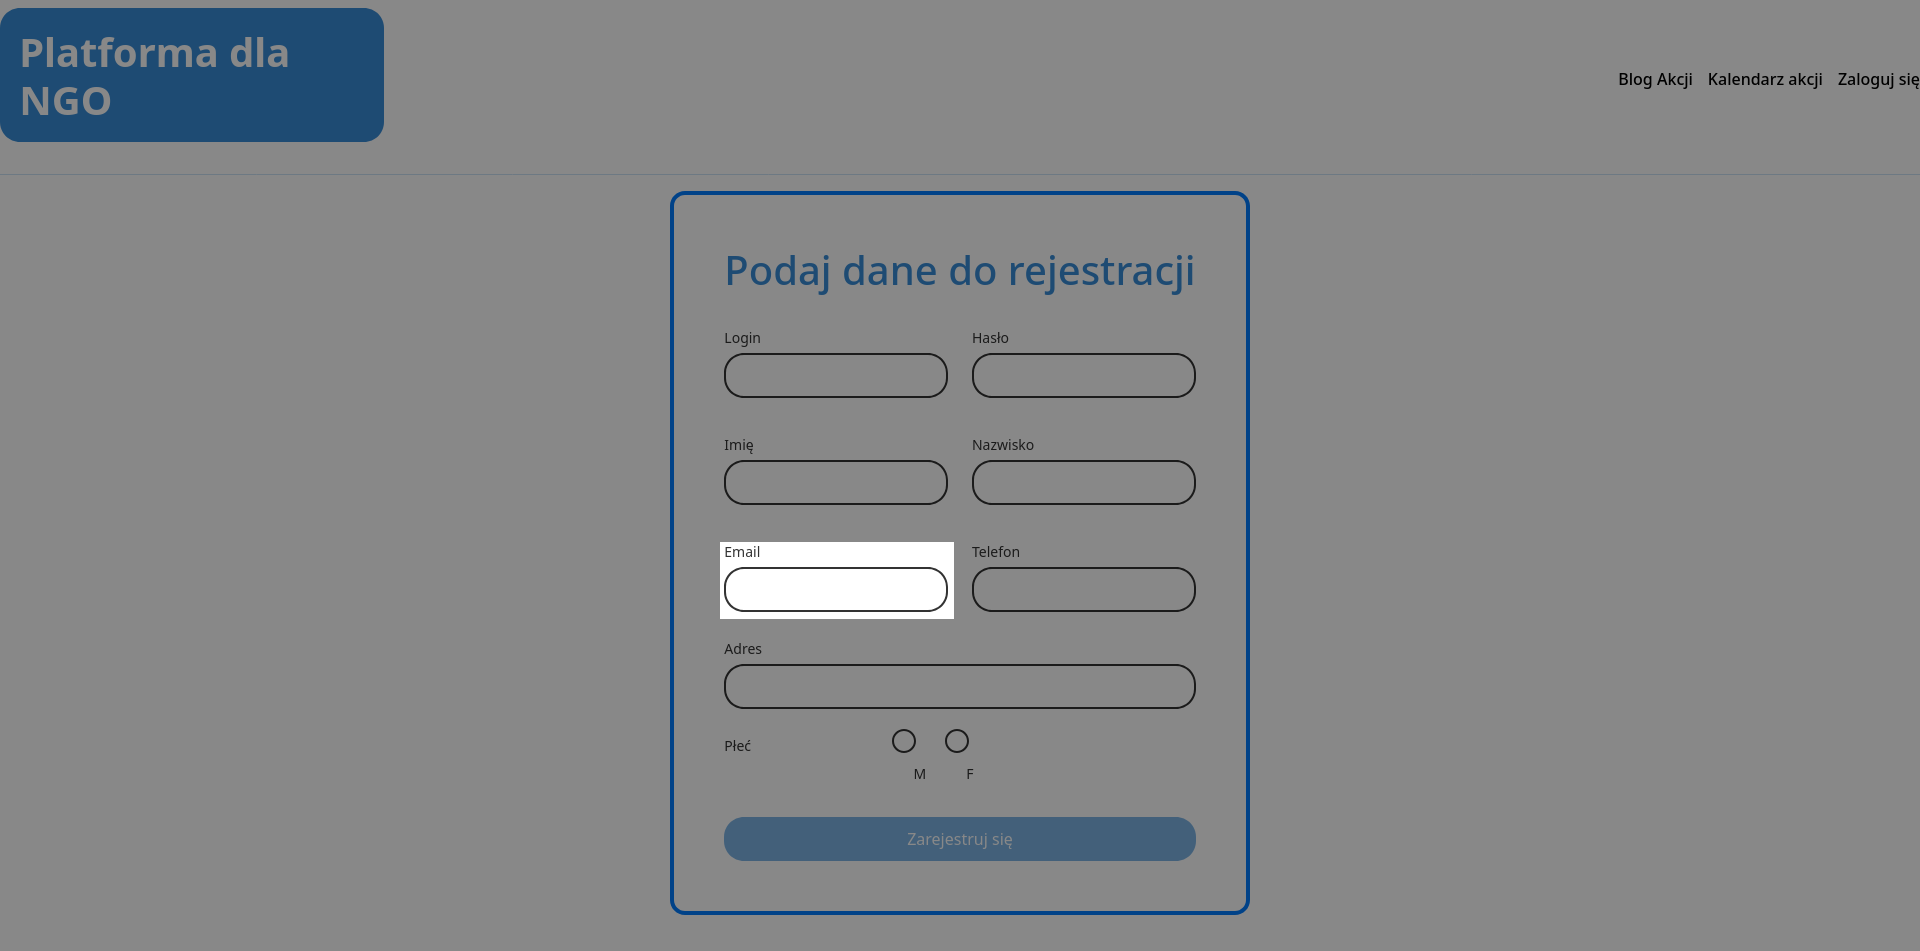 Platforma dla
NGO
Blog Akcji Kalendarz akcji Zaloguj się
Podaj dane do rejestracji
Login Hasło
Imię Nazwisko
Email Telefon
Adres
Płeć
M F
Zarejestruj się